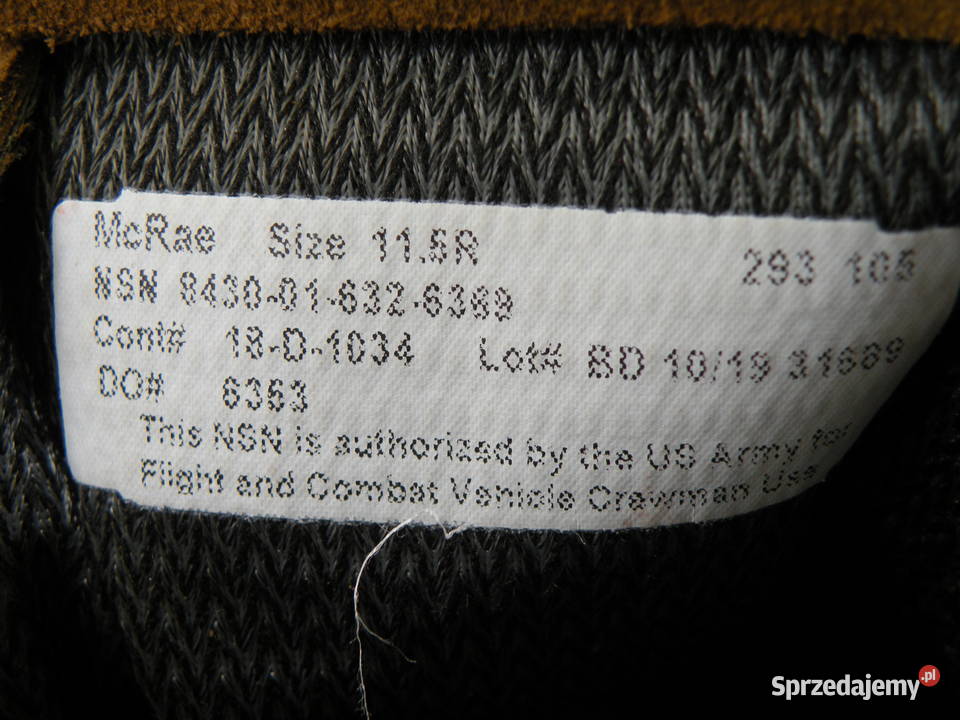 McRae Size 11.5R 293 105
NSN 8430-01-632-6369
Cont# 18-D-1034 Lot# BD 10/19 31689
DO# 6353
This NSN is authorized by the US Army for
Flight and Combat Vehicle Crewman Use
Sprzedajemy.pl